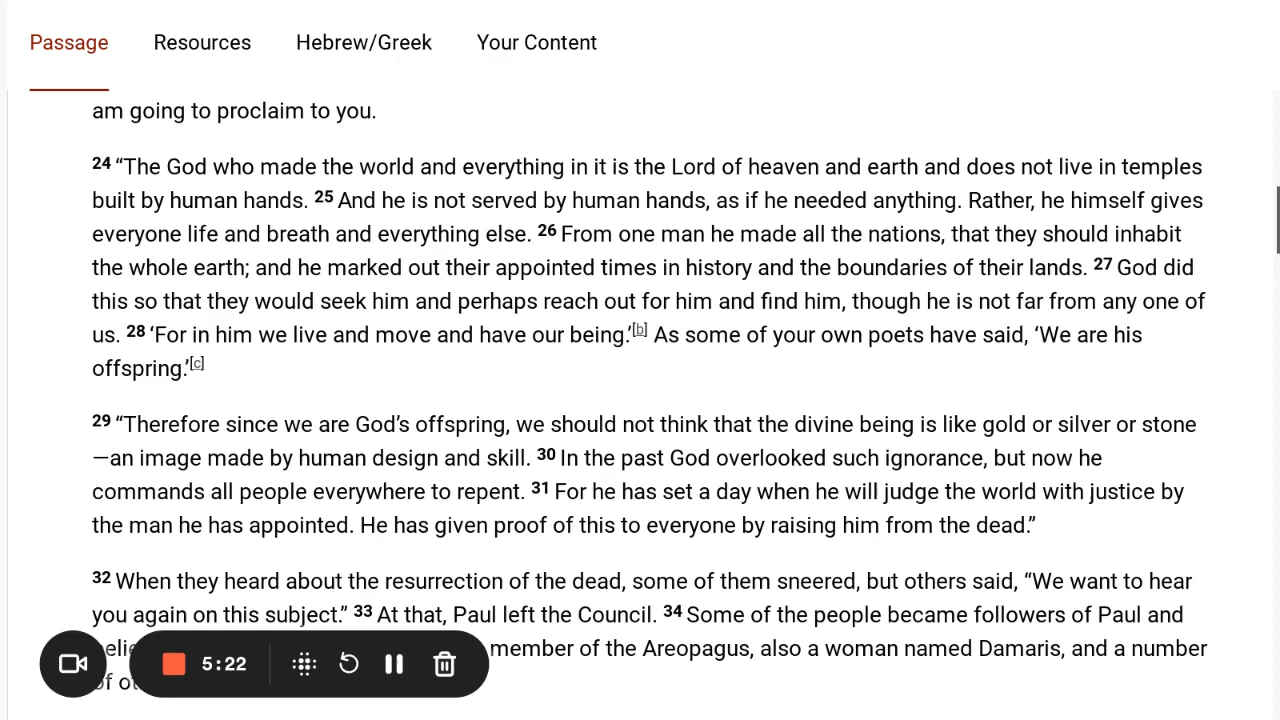 Passage Resources Hebrew/Greek Your Content
am going to proclaim to you.
24 “The God who made the world and everything in it is the Lord of heaven and earth and does not live in temples
built by human hands. 25 And he is not served by human hands, as if he needed anything. Rather, he himself gives
everyone life and breath and everything else. 26 From one man he made all the nations, that they should inhabit
the whole earth; and he marked out their appointed times in history and the boundaries of their lands. 27 God did
this so that they would seek him and perhaps reach out for him and find him, though he is not far from any one of
us. 28 ‘For in him we live and move and have our being.’[b] As some of your own poets have said, ‘We are his
offspring.’[c]
29 “Therefore since we are God’s offspring, we should not think that the divine being is like gold or silver or stone
—an image made by human design and skill. 30 In the past God overlooked such ignorance, but now he
commands all people everywhere to repent. 31 For he has set a day when he will judge the world with justice by
the man he has appointed. He has given proof of this to everyone by raising him from the dead.”
32 When they heard about the resurrection of the dead, some of them sneered, but others said, “We want to hear
you again on this subject.” 33 At that, Paul left the Council. 34 Some of the people became followers of Paul and
member of the Areopagus, also a woman named Damaris, and a number
5:22
of